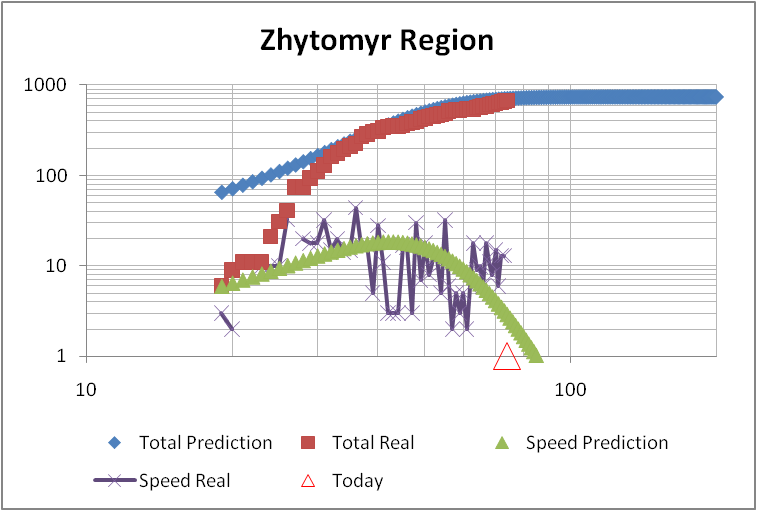 Zhytomyr Region
1000
100
10
1
10
100
Total Prediction
Total Real
Speed Prediction
Speed Real
Today